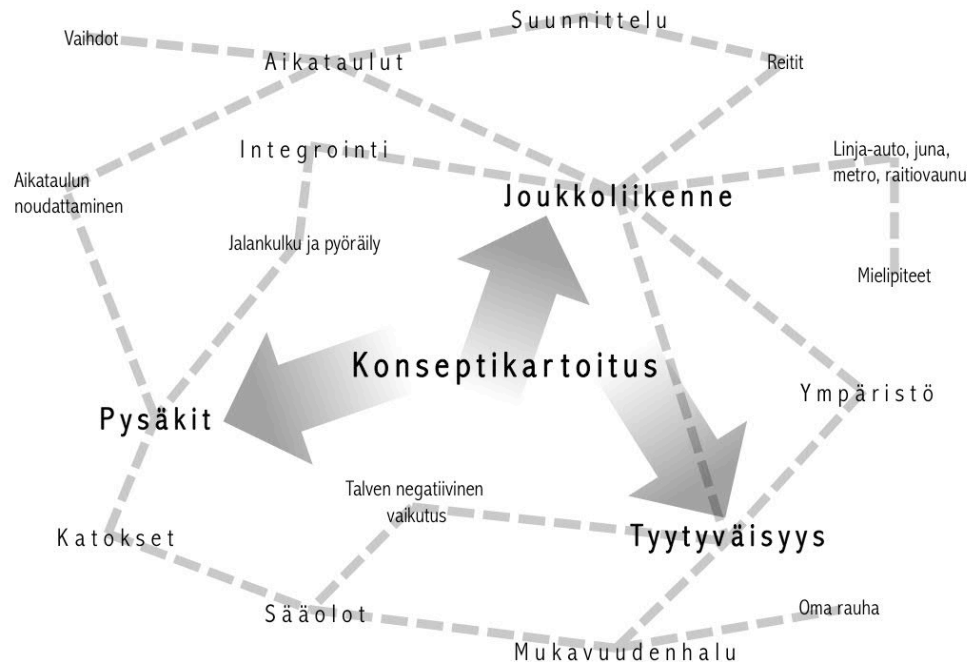 Suunnittelu
Vaihdot
Aikataulut
Reitit
Integrointi
Linja-auto, juna,
metro, raitiovaunu
Aikataulun
noudattaminen
Joukkoliikenne
Jalankulku ja pyöräily
Mielipiteet
Konseptikartoitus
Ympäristö
Pysäkit
Talven negatiivinen
vaikutus
Katokset
Tyytyväisyys
Sääolot
Oma rauha
Mukavuudenhalu